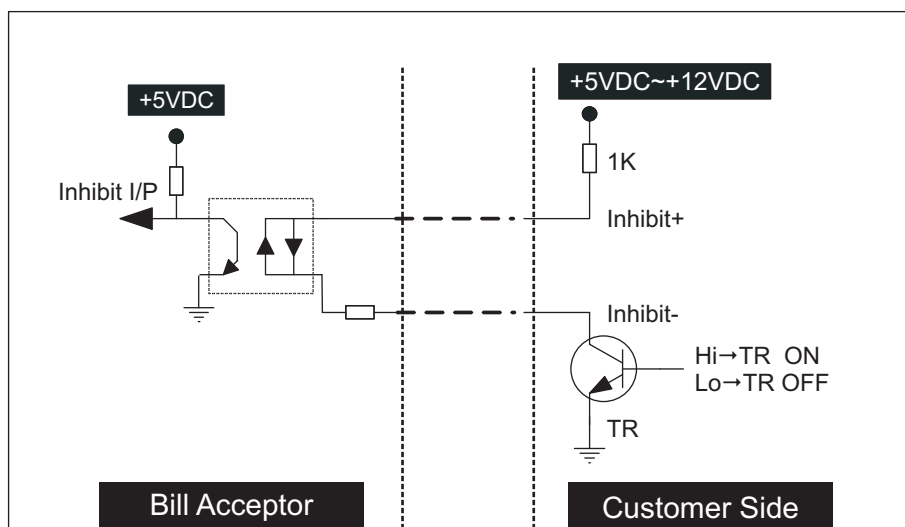 +5VDC
+5VDC~+12VDC
1K
Inhibit I/P
Inhibit+
Inhibit-
Hi→TR ON
Lo→TR OFF
TR
Bill Acceptor
Customer Side